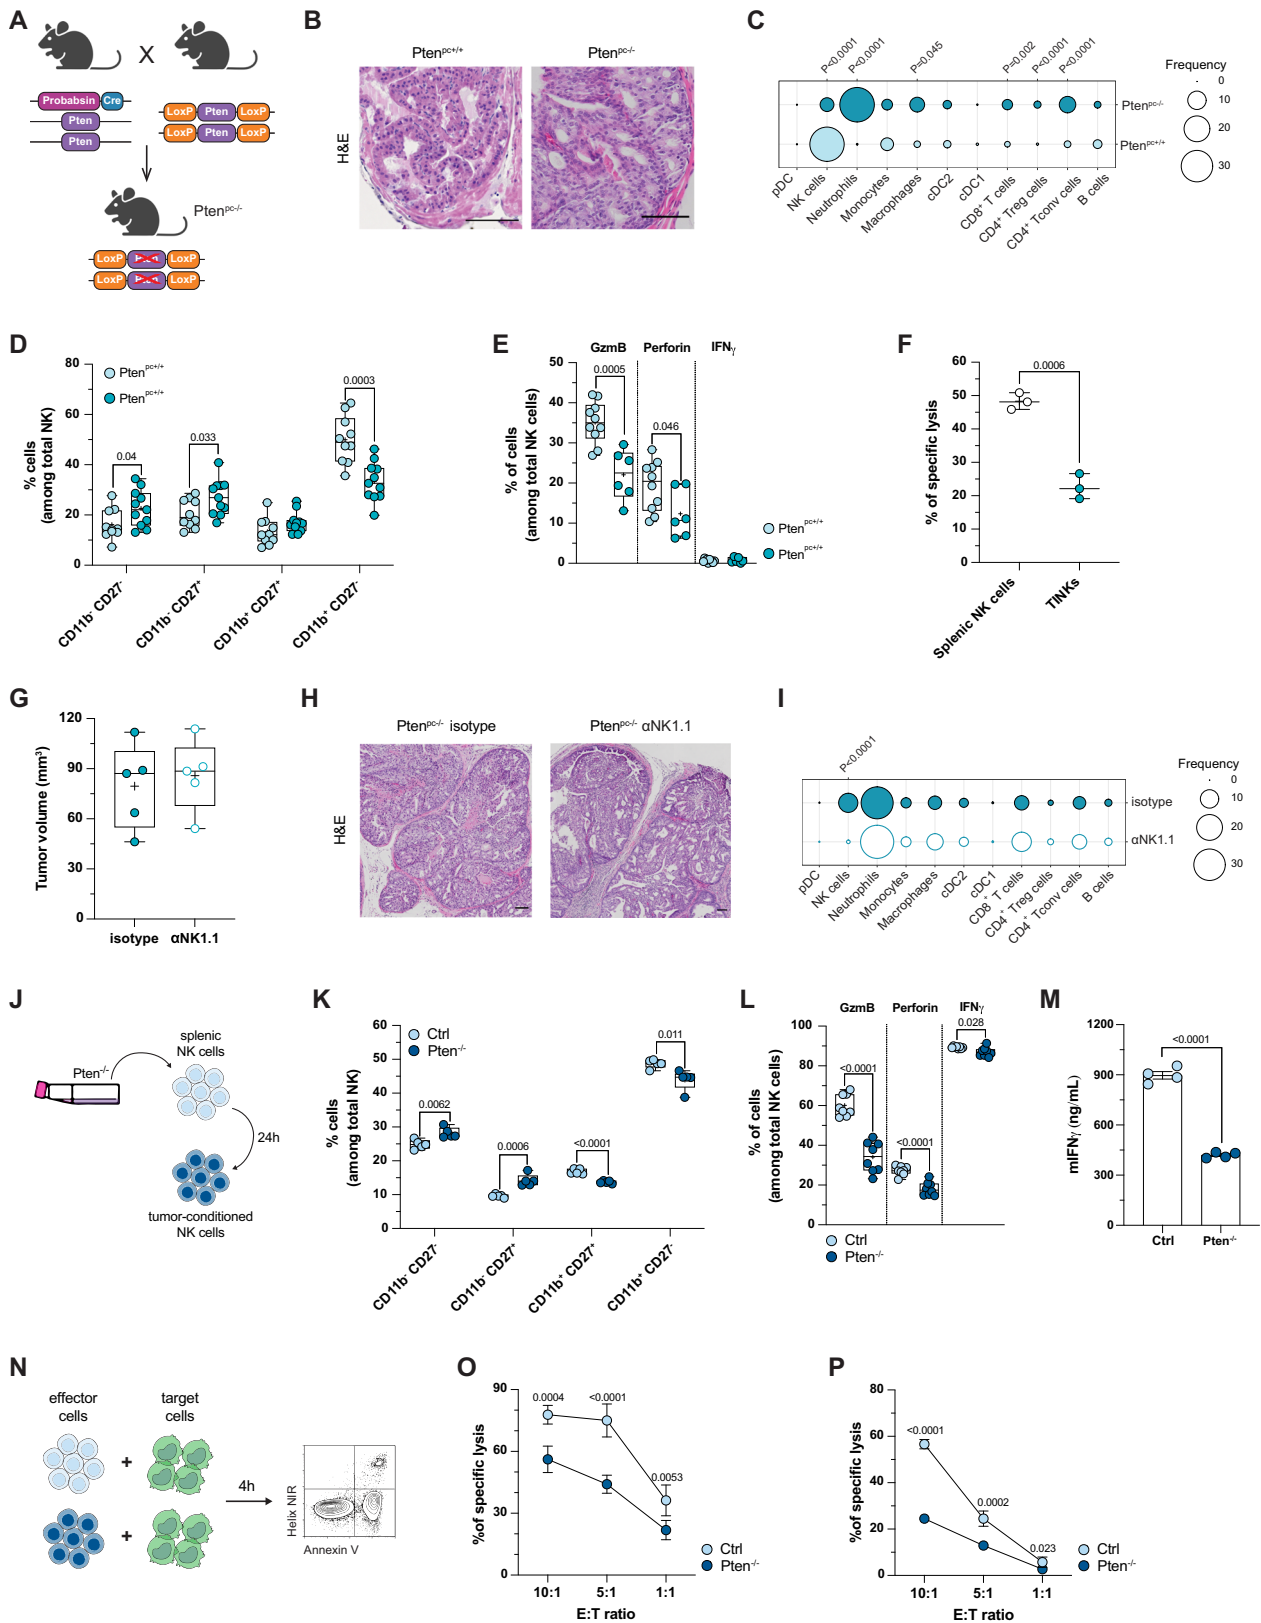 A
X
Probabsin Cre
Pten
Pten
LoxP Pten LoxP
LoxP Pten LoxP
Pten^pc-/-
LoxP Pten LoxP
LoxP Pten LoxP
B
Pten^pc+/+
Pten^pc-/-
H&E
C
P<0.0001
P<0.0001
P=0.045
P=0.002
P<0.0001
P<0.0001
Pten^pc-/-
Pten^pc+/+
pDC
NK cells
Neutrophils
Monocytes
Macrophages
cDC2
cDC1
CD8⁺ T cells
CD4⁺ Treg cells
CD4⁺ Tconv cells
B cells
Frequency
0
10
20
30
D
% cells
(among total NK)
80
60
40
20
0
Pten^pc+/+
Pten^pc+/+
0.04
0.033
0.0003
CD11b⁻ CD27⁻
CD11b⁻ CD27⁺
CD11b⁺ CD27⁺
CD11b⁺ CD27⁻
E
GzmB
Perforin
IFNγ
% of cells
(among total NK cells)
50
40
30
20
10
0
0.0005
0.046
Pten^pc+/+
Pten^pc+/+
F
% of specific lysis
60
50
40
30
20
10
0
0.0006
Splenic NK cells
TINKs
G
Tumor volume (mm³)
120
90
60
30
0
isotype
αNK1.1
H
Pten^pc-/- isotype
Pten^pc-/- αNK1.1
H&E
I
P<0.0001
isotype
αNK1.1
pDC
NK cells
Neutrophils
Monocytes
Macrophages
cDC2
cDC1
CD8⁺ T cells
CD4⁺ Treg cells
CD4⁺ Tconv cells
B cells
Frequency
0
10
20
30
J
Pten^-/-
splenic
NK cells
24h
tumor-conditioned
NK cells
K
% cells
(among total NK)
60
50
40
30
20
10
0
Ctrl
Pten^-/-
0.0062
0.0006
<0.0001
0.011
CD11b⁻ CD27⁻
CD11b⁻ CD27⁺
CD11b⁺ CD27⁺
CD11b⁺ CD27⁻
L
GzmB
Perforin
IFNγ
% of cells
(among total NK cells)
100
80
60
40
20
0
<0.0001
<0.0001
0.028
Ctrl
Pten^-/-
M
mIFNγ (ng/mL)
1200
900
600
300
0
<0.0001
Ctrl
Pten^-/-
N
effector
cells
target
cells
+
+
4h
Helix NIR
Annexin V
O
%of specific lysis
90
60
30
0
0.0004
<0.0001
0.0053
Ctrl
Pten^-/-
10:1
5:1
1:1
E:T ratio
P
%of specific lysis
80
60
40
20
0
<0.0001
0.0002
0.023
Ctrl
Pten^-/-
10:1
5:1
1:1
E:T ratio